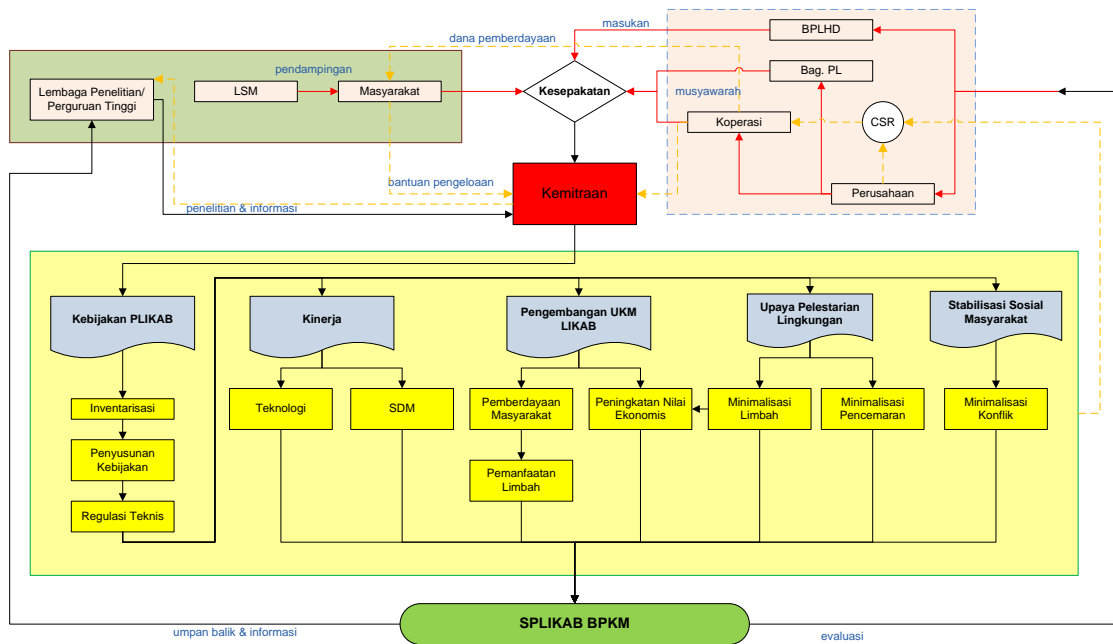 masukan
BPLHD
dana pemberdayaan
pendampingan
Bag. PL
Lembaga Penelitian/
Perguruan Tinggi
LSM
Masyarakat
Kesepakatan
musyawarah
Koperasi
CSR
bantuan pengeloaan
Kemitraan
Perusahaan
penelitian & informasi
Kebijakan PLIKAB
Kinerja
Pengembangan UKM
LIKAB
Upaya Pelestarian
Lingkungan
Stabilisasi Sosial
Masyarakat
Inventarisasi
Teknologi
SDM
Pemberdayaan
Masyarakat
Peningkatan Nilai
Ekonomis
Minimalisasi
Limbah
Minimalisasi
Pencemaran
Minimalisasi
Konflik
Penyusunan
Kebijakan
Pemanfaatan
Limbah
Regulasi Teknis
SPLIKAB BPKM
umpan balik & informasi
evaluasi